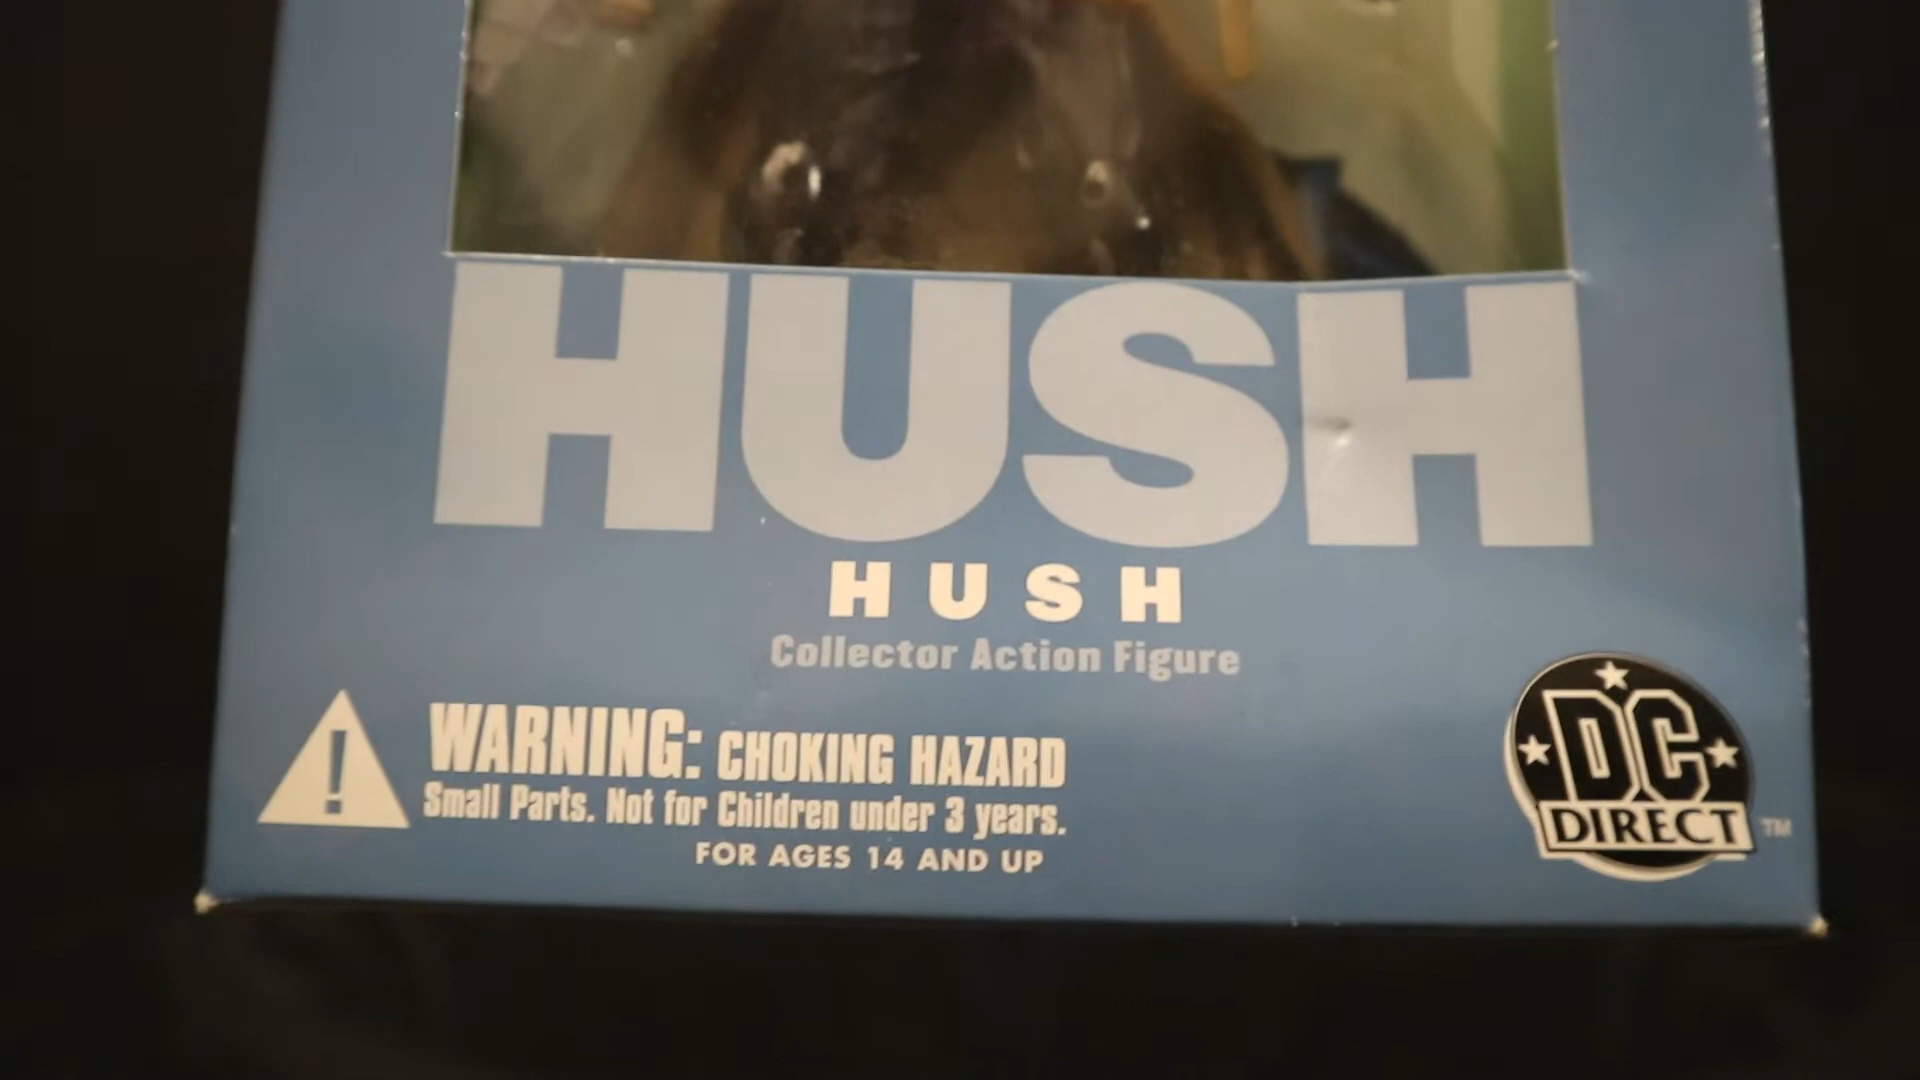 HUSH
HUSH
Collector Action Figure
WARNING: CHOKING HAZARD
Small Parts. Not for Children under 3 years.
FOR AGES 14 AND UP
DC
DIRECT TM